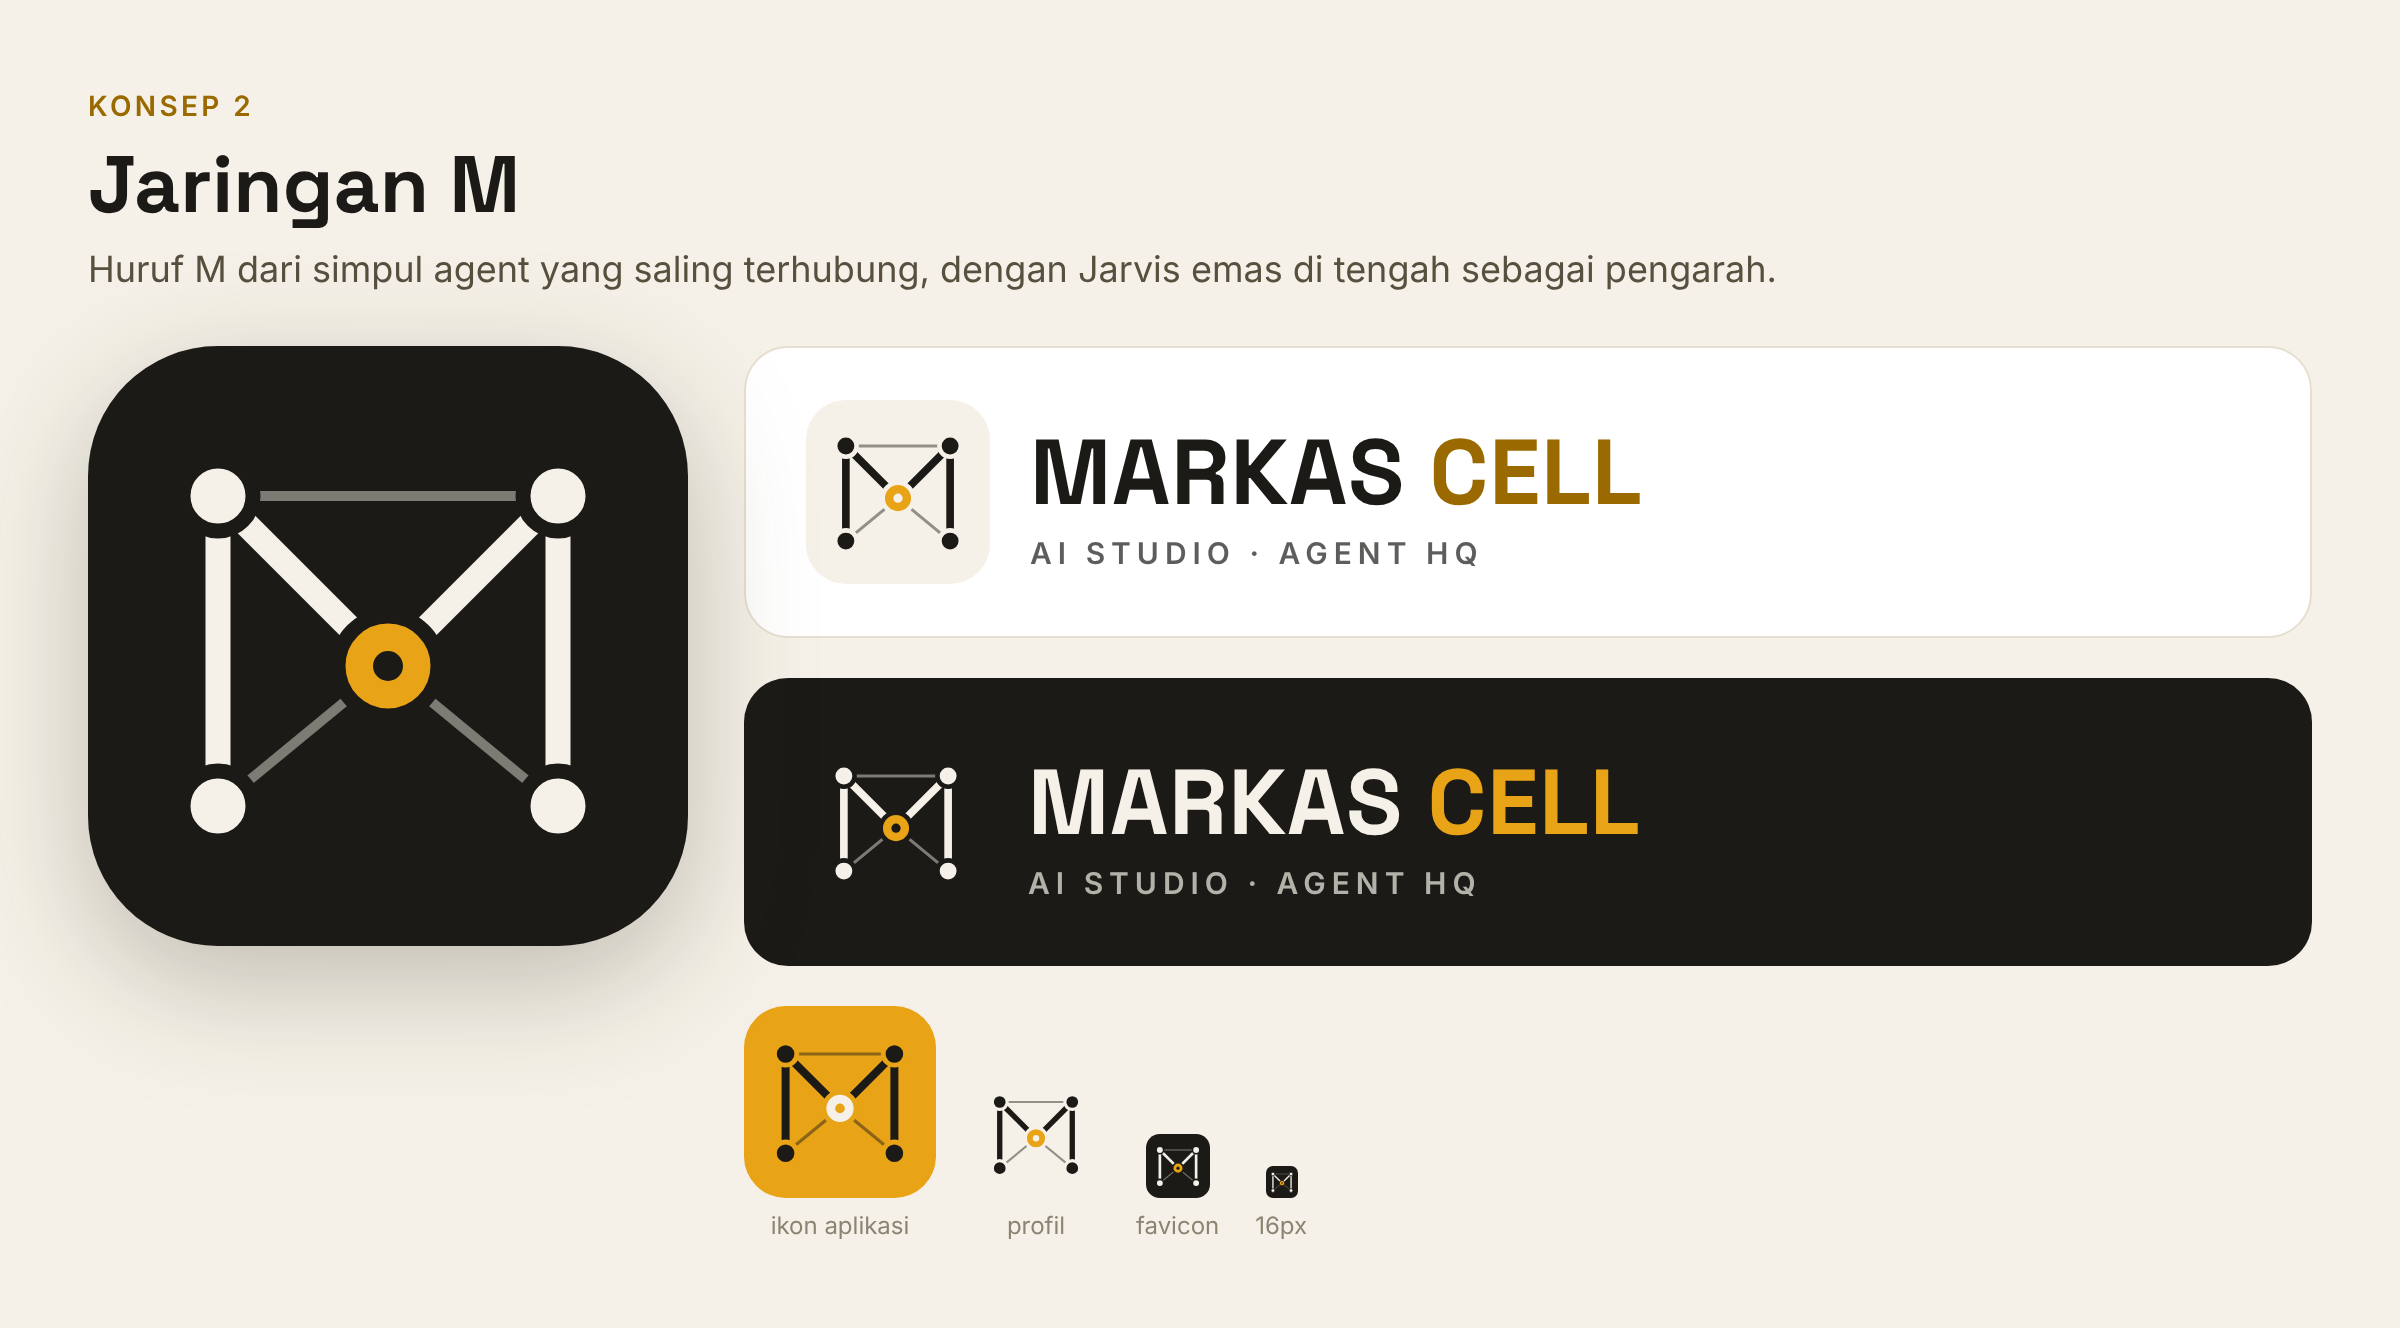 KONSEP 2
Jaringan M
Huruf M dari simpul agent yang saling terhubung, dengan Jarvis emas di tengah sebagai pengarah.
MARKAS CELL
AI STUDIO · AGENT HQ
MARKAS CELL
AI STUDIO · AGENT HQ
ikon aplikasi
profil
favicon
16px